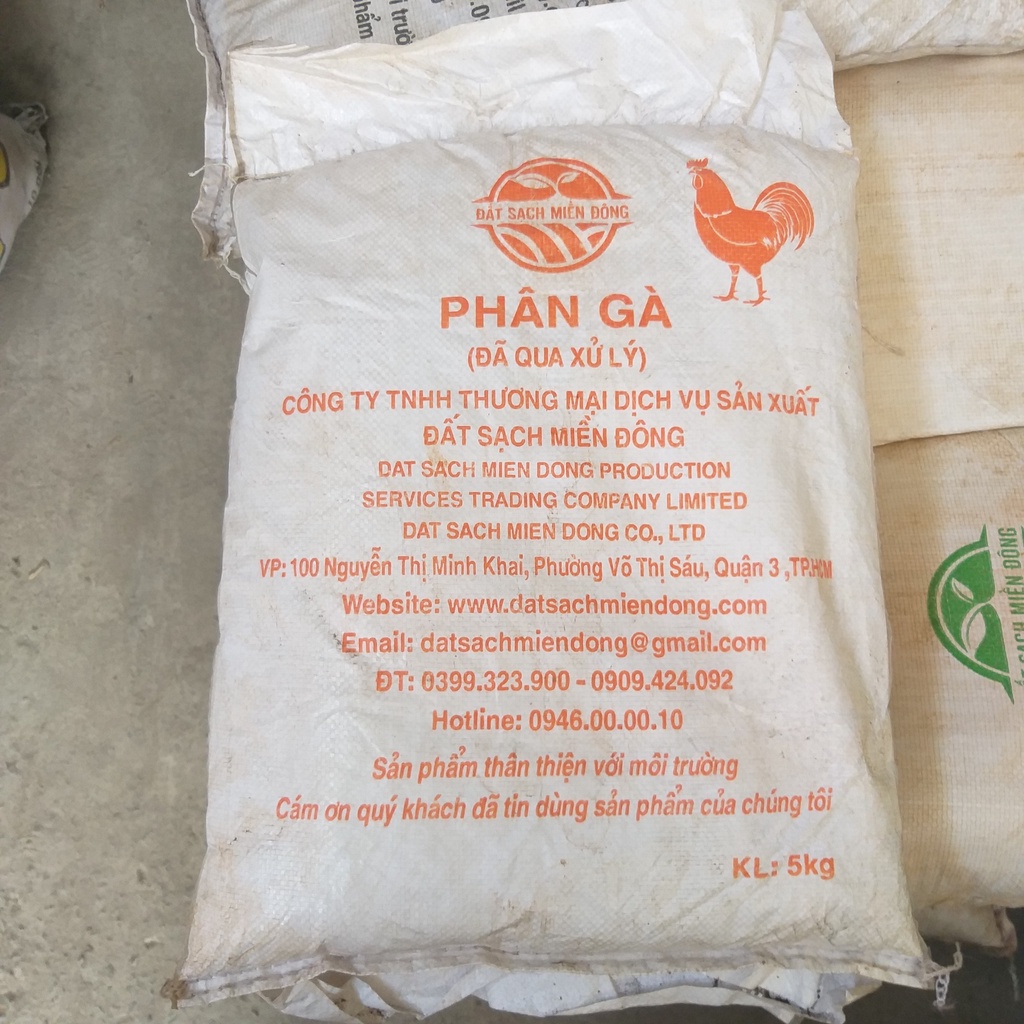 ĐẤT SẠCH MIỀN ĐÔNG
PHÂN GÀ
(ĐÃ QUA XỬ LÝ)
CÔNG TY TNHH THƯƠNG MẠI DỊCH VỤ SẢN XUẤT
ĐẤT SẠCH MIỀN ĐÔNG
DAT SACH MIEN DONG PRODUCTION
SERVICES TRADING COMPANY LIMITED
DAT SACH MIEN DONG CO., LTD
VP: 100 Nguyễn Thị Minh Khai, Phường Võ Thị Sáu, Quận 3 ,TP.HCM
Website: www.datsachmiendong.com
Email: datsachmiendong@gmail.com
ĐT: 0399.323.900 - 0909.424.092
Hotline: 0946.00.00.10
Sản phẩm thân thiện với môi trường
Cám ơn quý khách đã tin dùng sản phẩm của chúng tôi
KL: 5kg
SẠCH MIỀN ĐÔNG